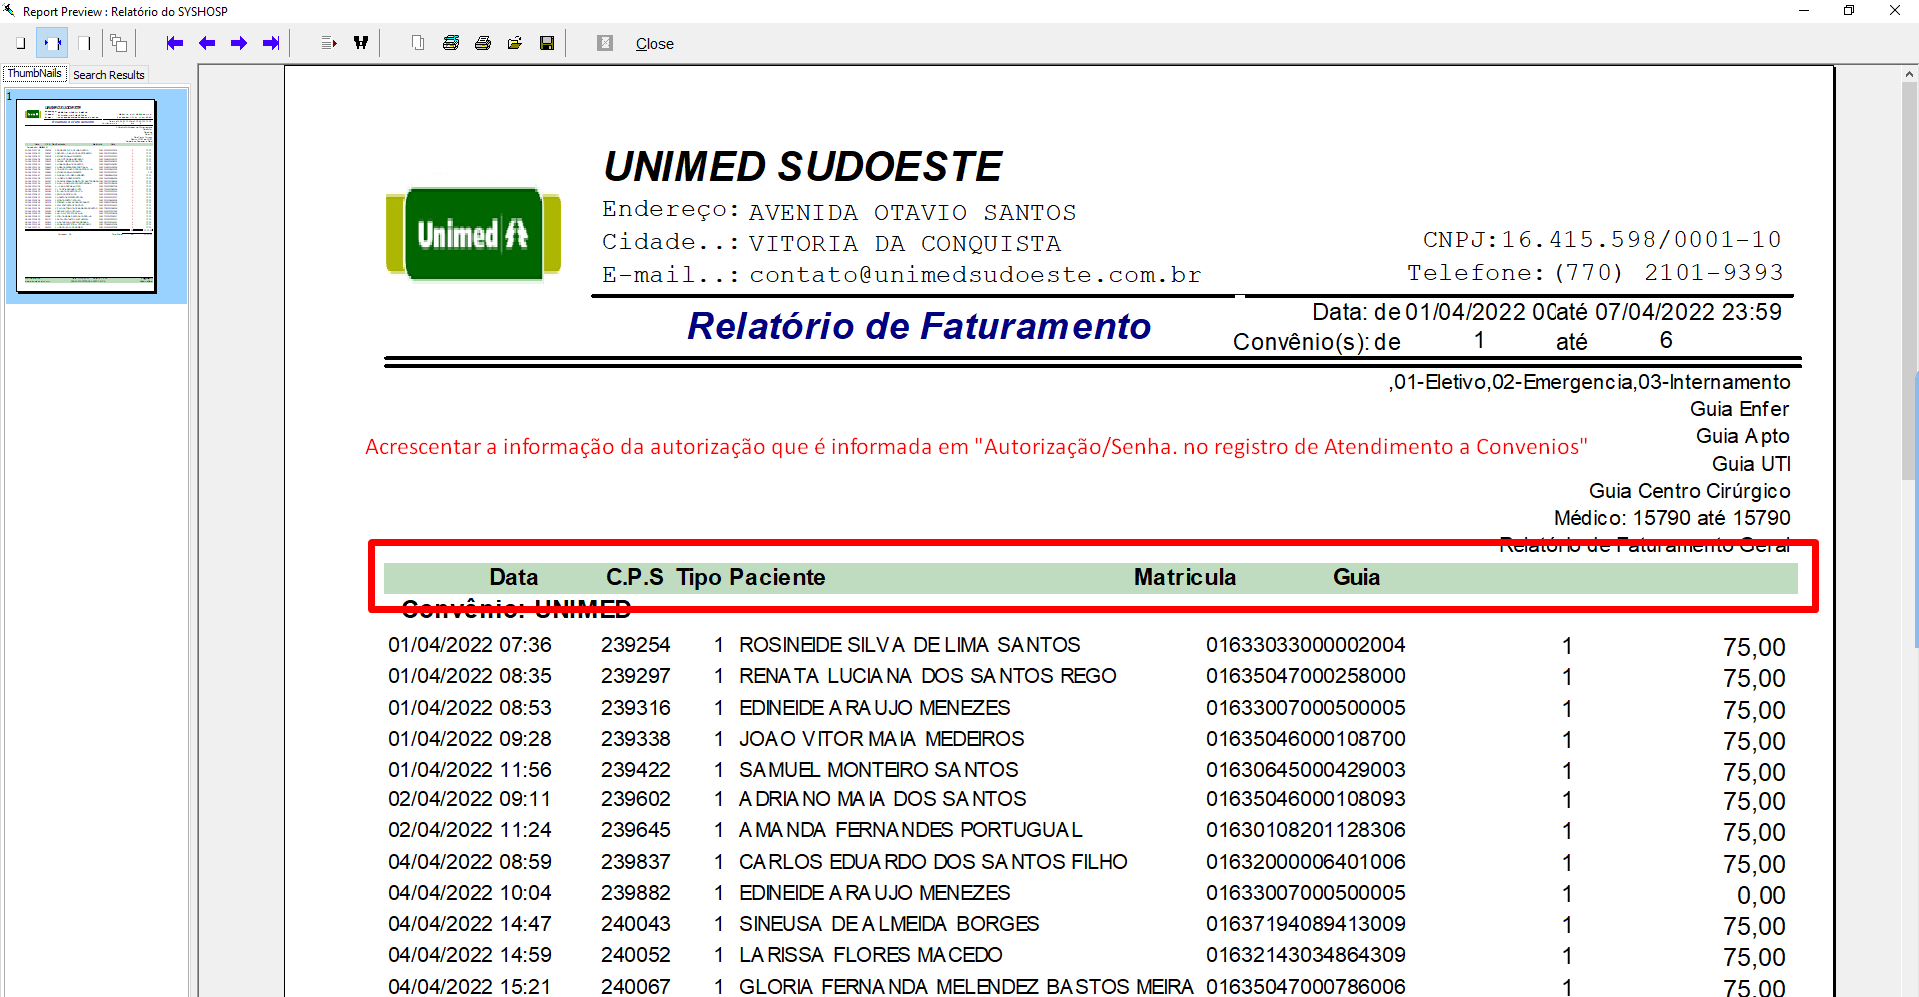 Report Preview : Relatório do SYSHOSP
Close
ThumbNails
Search Results
1
UNIMED SUDOESTE
Unimed
Endereço: AVENIDA OTAVIO SANTOS
Cidade..: VITORIA DA CONQUISTA
CNPJ:16.415.598/0001-10
E-mail..: contato@unimedsudoeste.com.br
Telefone:(770) 2101-9393
Relatório de Faturamento
Data: de 01/04/2022 00até 07/04/2022 23:59
Convênio(s): de 1 até 6
,01-Eletivo,02-Emergencia,03-Internamento
Guia Enfer
Guia Apto
Acrescentar a informação da autorização que é informada em "Autorização/Senha. no registro de Atendimento a Convenios"
Guia UTI
Guia Centro Cirúrgico
Médico: 15790 até 15790
Relatório de Faturamento Geral
Data C.P.S Tipo Paciente Matricula Guia
Convênio: UNIMED
01/04/2022 07:36 239254 1 ROSINEIDE SILVA DE LIMA SANTOS 01633033000002004 1 75,00
01/04/2022 08:35 239297 1 RENATA LUCIANA DOS SANTOS REGO 01635047000258000 1 75,00
01/04/2022 08:53 239316 1 EDINEIDE ARAUJO MENEZES 01633007000500005 1 75,00
01/04/2022 09:28 239338 1 JOAO VITOR MAIA MEDEIROS 01635046000108700 1 75,00
01/04/2022 11:56 239422 1 SAMUEL MONTEIRO SANTOS 01630645000429003 1 75,00
02/04/2022 09:11 239602 1 ADRIANO MAIA DOS SANTOS 01635046000108093 1 75,00
02/04/2022 11:24 239645 1 AMANDA FERNANDES PORTUGUAL 01630108201128306 1 75,00
04/04/2022 08:59 239837 1 CARLOS EDUARDO DOS SANTOS FILHO 01632000006401006 1 75,00
04/04/2022 10:04 239882 1 EDINEIDE ARAUJO MENEZES 01633007000500005 1 0,00
04/04/2022 14:47 240043 1 SINEUSA DE ALMEIDA BORGES 01637194089413009 1 75,00
04/04/2022 14:59 240052 1 LARISSA FLORES MACEDO 01632143034864309 1 75,00
04/04/2022 15:21 240067 1 GLORIA FERNANDA MELENDEZ BASTOS MEIRA 01635047000786006 1 75,00